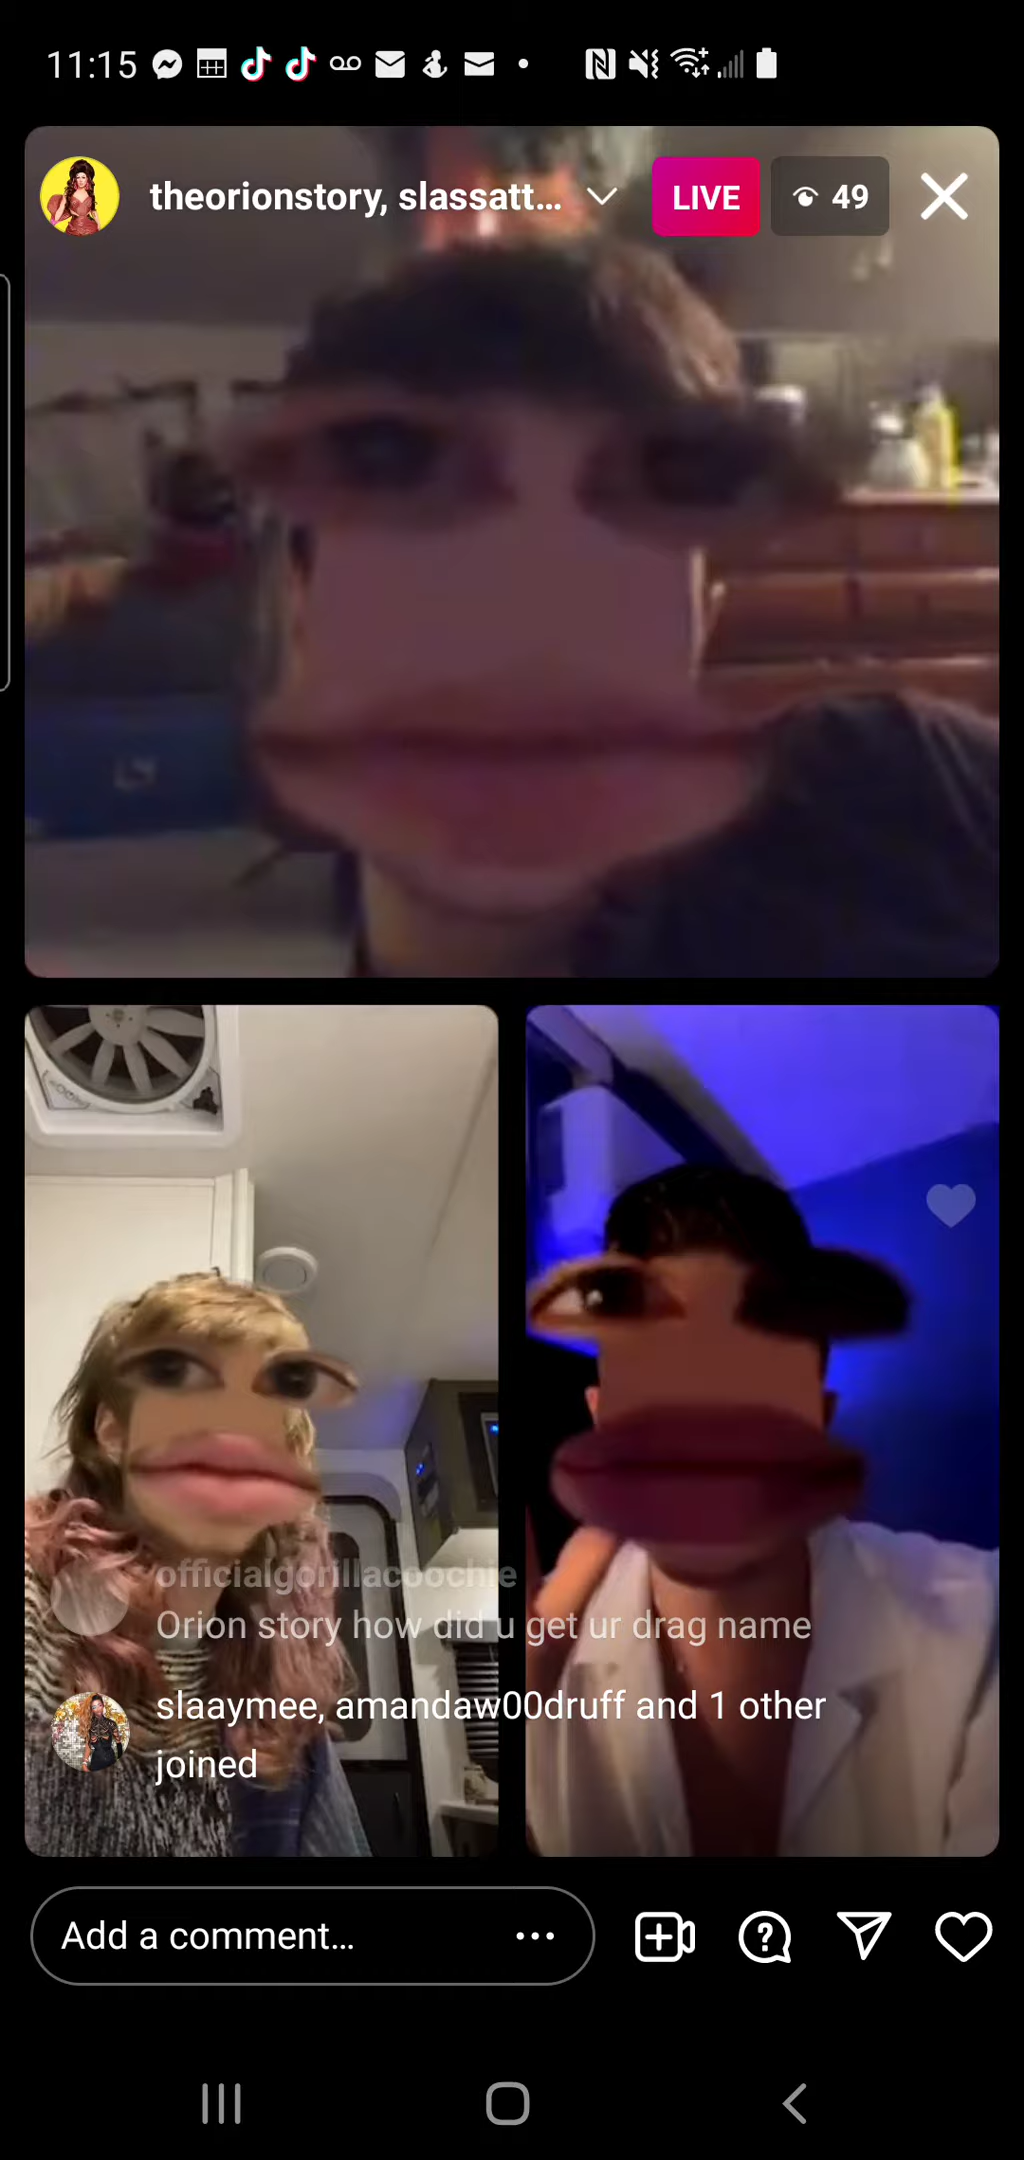 11:15
theorionstory, slassatt...
LIVE
49
officialgorillacoochie
Orion story how did u get ur drag name
slaaymee, amandaw00druff and 1 other
joined
Add a comment...